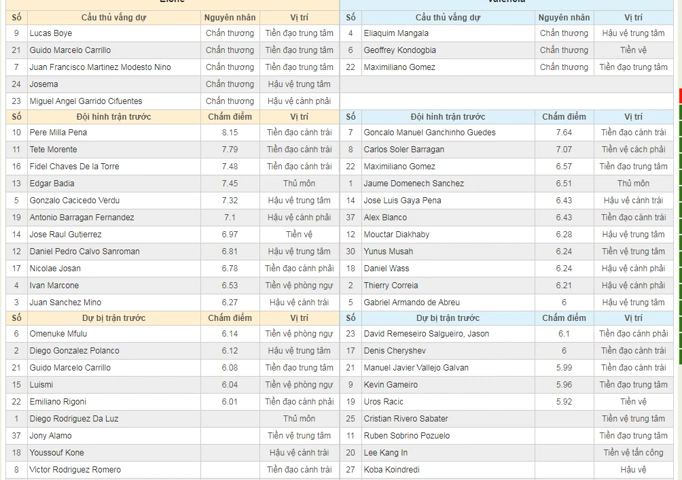 Elche Valencia
Số Cầu thủ vắng dự Nguyên nhân Vị trí Số Cầu thủ vắng dự Nguyên nhân Vị trí
9 Lucas Boye Chấn thương Tiền đạo trung tâm 4 Eliaquim Mangala Chấn thương Hậu vệ trung tâm
21 Guido Marcelo Carrillo Chấn thương Tiền đạo trung tâm 6 Geoffrey Kondogbia Chấn thương Tiền vệ
7 Juan Francisco Martinez Modesto Nino Chấn thương Tiền đạo trung tâm 22 Maximiliano Gomez Chấn thương Tiền đạo trung tâm
24 Josema Chấn thương Hậu vệ trung tâm
23 Miguel Angel Garrido Cifuentes Chấn thương Hậu vệ cánh phải
Số Đội hình trận trước Chấm điểm Vị trí Số Đội hình trận trước Chấm điểm Vị trí
10 Pere Milla Pena 8.15 Tiền đạo cánh trái 7 Goncalo Manuel Ganchinho Guedes 7.64 Tiền đạo cánh trái
11 Tete Morente 7.79 Tiền đạo cánh trái 8 Carlos Soler Barragan 7.07 Tiền vệ cách phải
16 Fidel Chaves De la Torre 7.48 Tiền đạo cánh trái 22 Maximiliano Gomez 6.57 Tiền đạo trung tâm
13 Edgar Badia 7.45 Thủ môn 1 Jaume Domenech Sanchez 6.51 Thủ môn
5 Gonzalo Cacicedo Verdu 7.32 Hậu vệ trung tâm 14 Jose Luis Gaya Pena 6.43 Hậu vệ cánh trái
19 Antonio Barragan Fernandez 7.1 Hậu vệ cánh phải 37 Alex Blanco 6.43 Tiền đạo cánh trái
14 Jose Raul Gutierrez 6.97 Tiền vệ 12 Mouctar Diakhaby 6.28 Hậu vệ trung tâm
12 Daniel Pedro Calvo Sanroman 6.81 Hậu vệ trung tâm 30 Yunus Musah 6.24 Tiền vệ trung tâm
17 Nicolae Josan 6.78 Tiền đạo cánh phải 18 Daniel Wass 6.24 Hậu vệ cánh phải
4 Ivan Marcone 6.53 Tiền vệ phòng ngự 2 Thierry Correia 6.21 Hậu vệ cánh phải
3 Juan Sanchez Mino 6.27 Hậu vệ cánh trái 5 Gabriel Armando de Abreu 6 Hậu vệ trung tâm
Số Dự bị trận trước Chấm điểm Vị trí Số Dự bị trận trước Chấm điểm Vị trí
6 Omenuke Mfulu 6.14 Tiền vệ phòng ngự 23 David Remeseiro Salgueiro, Jason 6.1 Tiền đạo cánh phải
2 Diego Gonzalez Polanco 6.12 Hậu vệ trung tâm 17 Denis Cheryshev 6 Tiền đạo cánh trái
21 Guido Marcelo Carrillo 6.08 Tiền đạo trung tâm 21 Manuel Javier Vallejo Galvan 5.99 Tiền đạo cánh trái
15 Luismi 6.04 Tiền vệ phòng ngự 9 Kevin Gameiro 5.96 Tiền đạo trung tâm
22 Emiliano Rigoni 6.01 Tiền đạo cánh phải 19 Uros Racic 5.92 Tiền vệ
1 Diego Rodriguez Da Luz Thủ môn 25 Cristian Rivero Sabater Tiền vệ trung tâm
37 Jony Alamo Tiền vệ trung tâm 11 Ruben Sobrino Pozuelo Tiền đạo trung tâm
18 Youssouf Kone Hậu vệ cánh trái 20 Lee Kang In Tiền vệ tấn công
8 Victor Rodriguez Romero Tiền đạo cánh trái 27 Koba Koindredi Hậu vệ